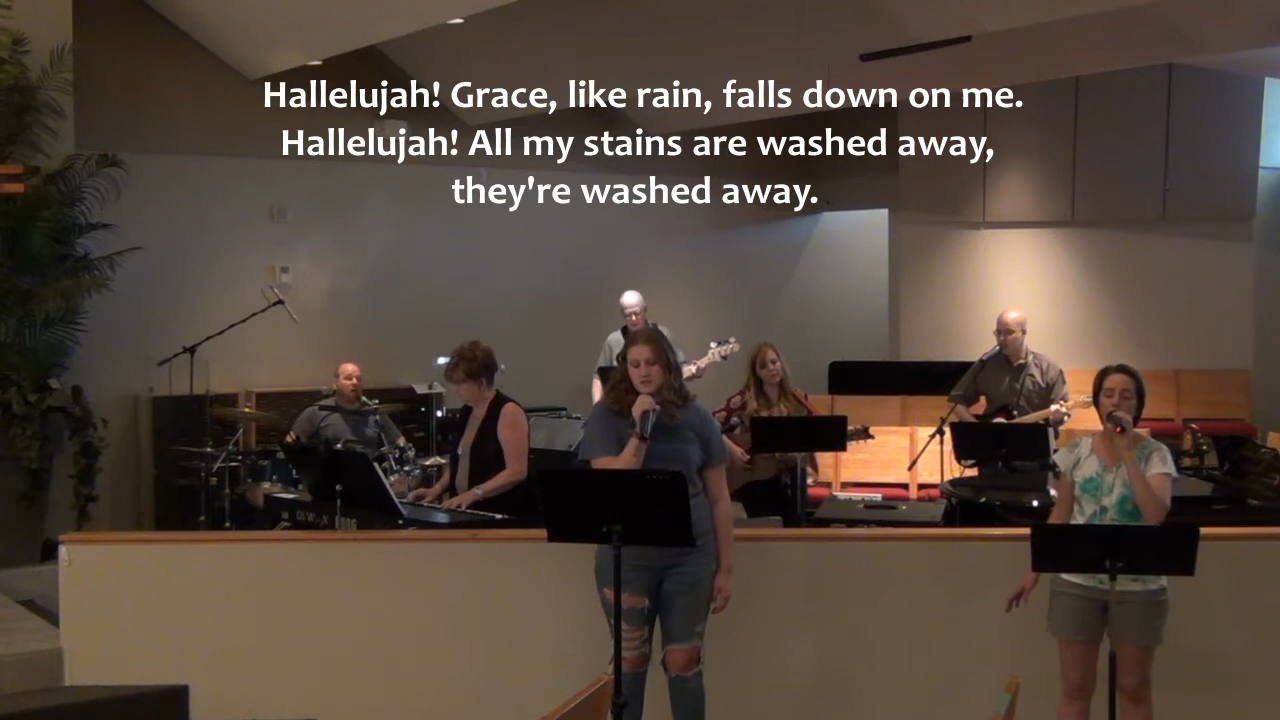 Hallelujah! Grace, like rain, falls down on me.
Hallelujah! All my stains are washed away,
they're washed away.
KORG